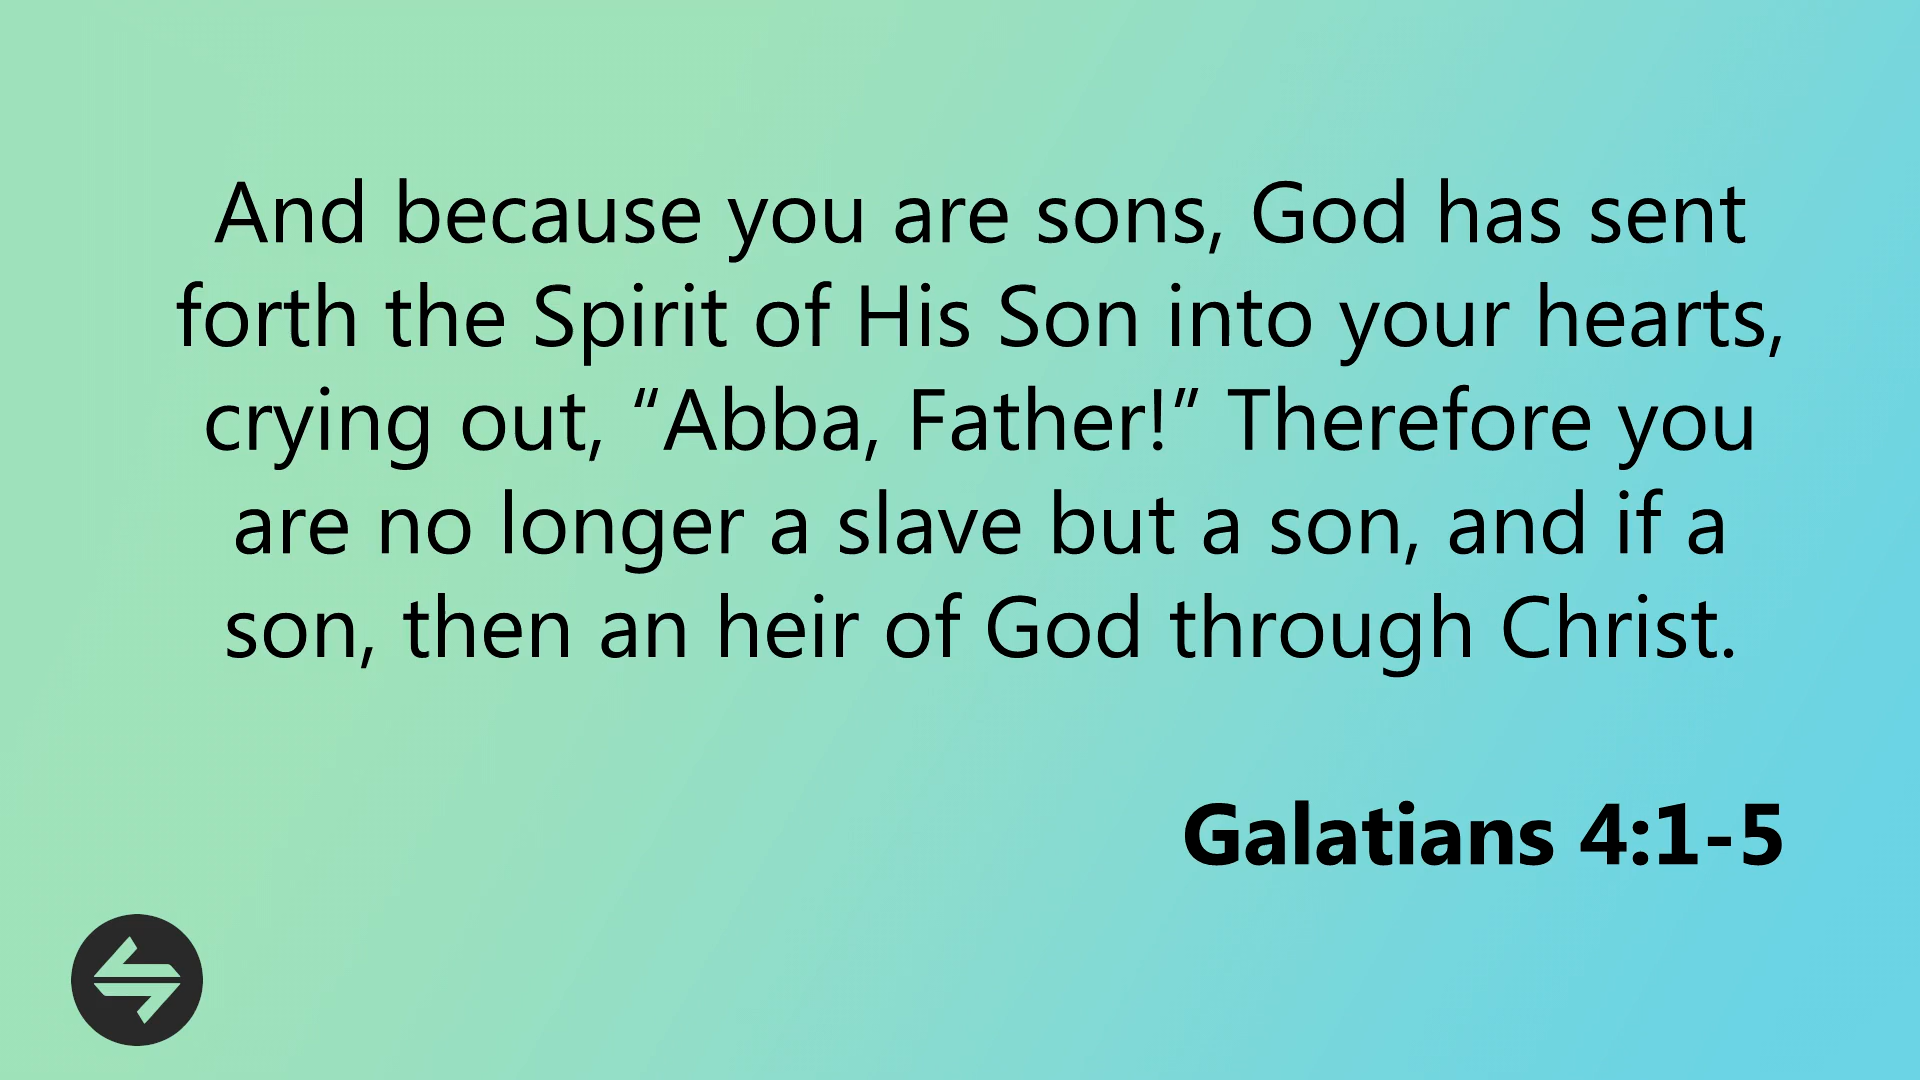 And because you are sons, God has sent
forth the Spirit of His Son into your hearts,
crying out, “Abba, Father!” Therefore you
are no longer a slave but a son, and if a
son, then an heir of God through Christ.
Galatians 4:1-5